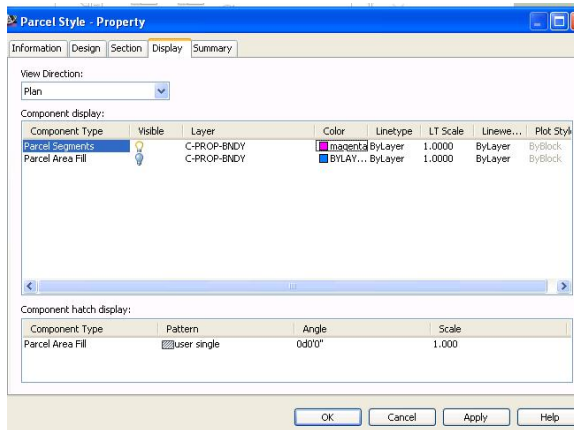 Parcel Style - Property
Information Design Section Display Summary
View Direction:
Plan
Component display:
Component Type Visible Layer Color Linetype LT Scale Linewe... Plot Style
Parcel Segments C-PROP-BNDY magenta ByLayer 1.0000 ByLayer ByBlock
Parcel Area Fill C-PROP-BNDY BYLAY... ByLayer 1.0000 ByLayer ByBlock
Component hatch display:
Component Type Pattern Angle Scale
Parcel Area Fill user single 0d0'0" 1.000
OK Cancel Apply Help